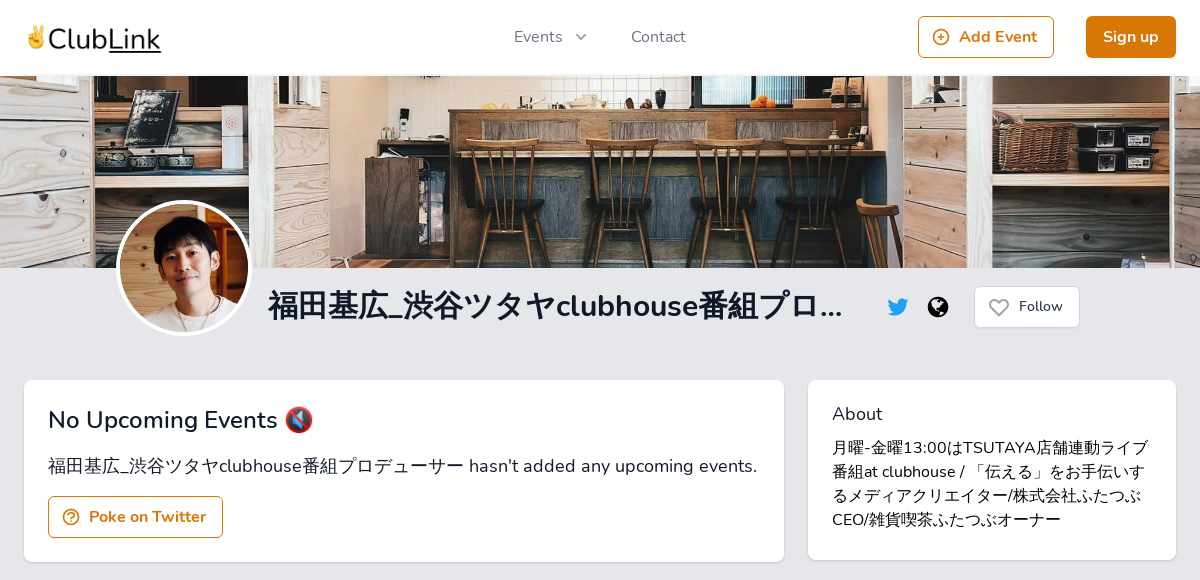 ✌ClubLink
Events
Contact
Add Event
Sign up
福田基広_渋谷ツタヤclubhouse番組プロ...
Follow
No Upcoming Events 🔇
福田基広_渋谷ツタヤclubhouse番組プロデューサー hasn't added any upcoming events.
Poke on Twitter
About
月曜-金曜13:00はTSUTAYA店舗連動ライブ
番組at clubhouse / 「伝える」をお手伝いす
るメディアクリエイター/株式会社ふたつぶ
CEO/雑貨喫茶ふたつぶオーナー